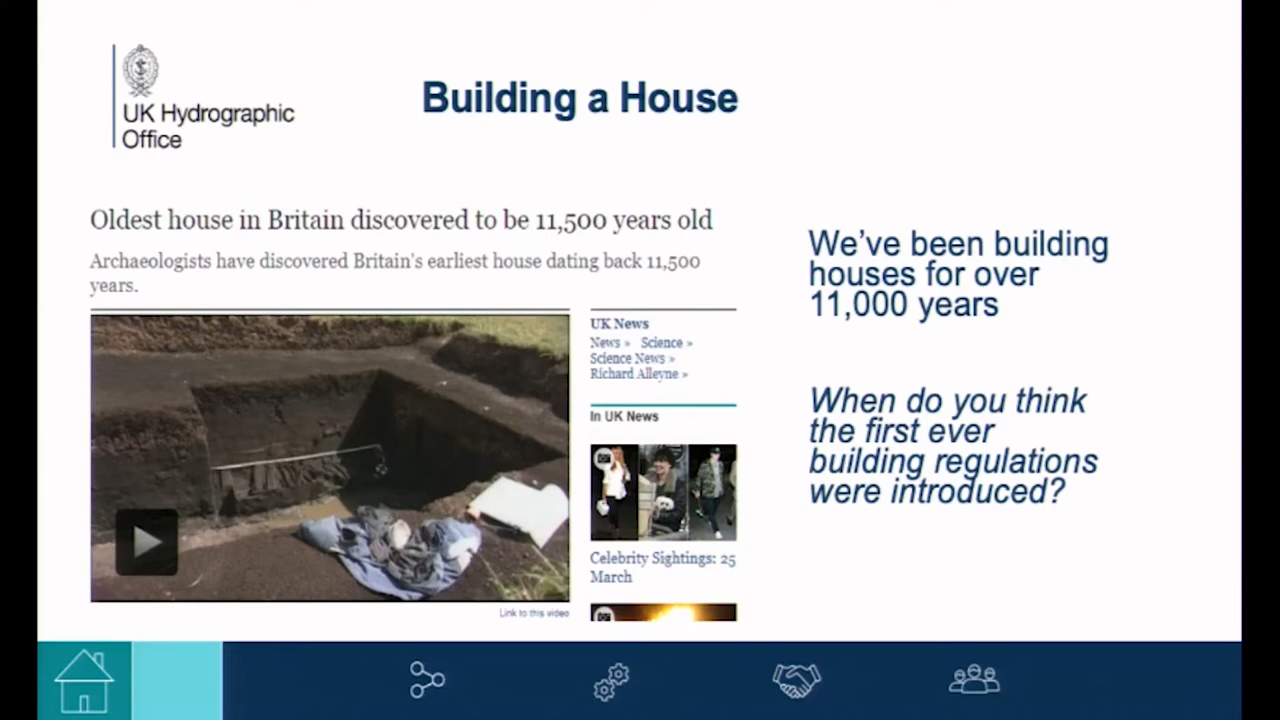 UK Hydrographic
Office
Building a House
Oldest house in Britain discovered to be 11,500 years old
Archaeologists have discovered Britain's earliest house dating back 11,500
years.
UK News
News » Science »
Science News »
Richard Alleyne »
In UK News
Celebrity Sightings: 25
March
Link to this video
We've been building
houses for over
11,000 years
When do you think
the first ever
building regulations
were introduced?